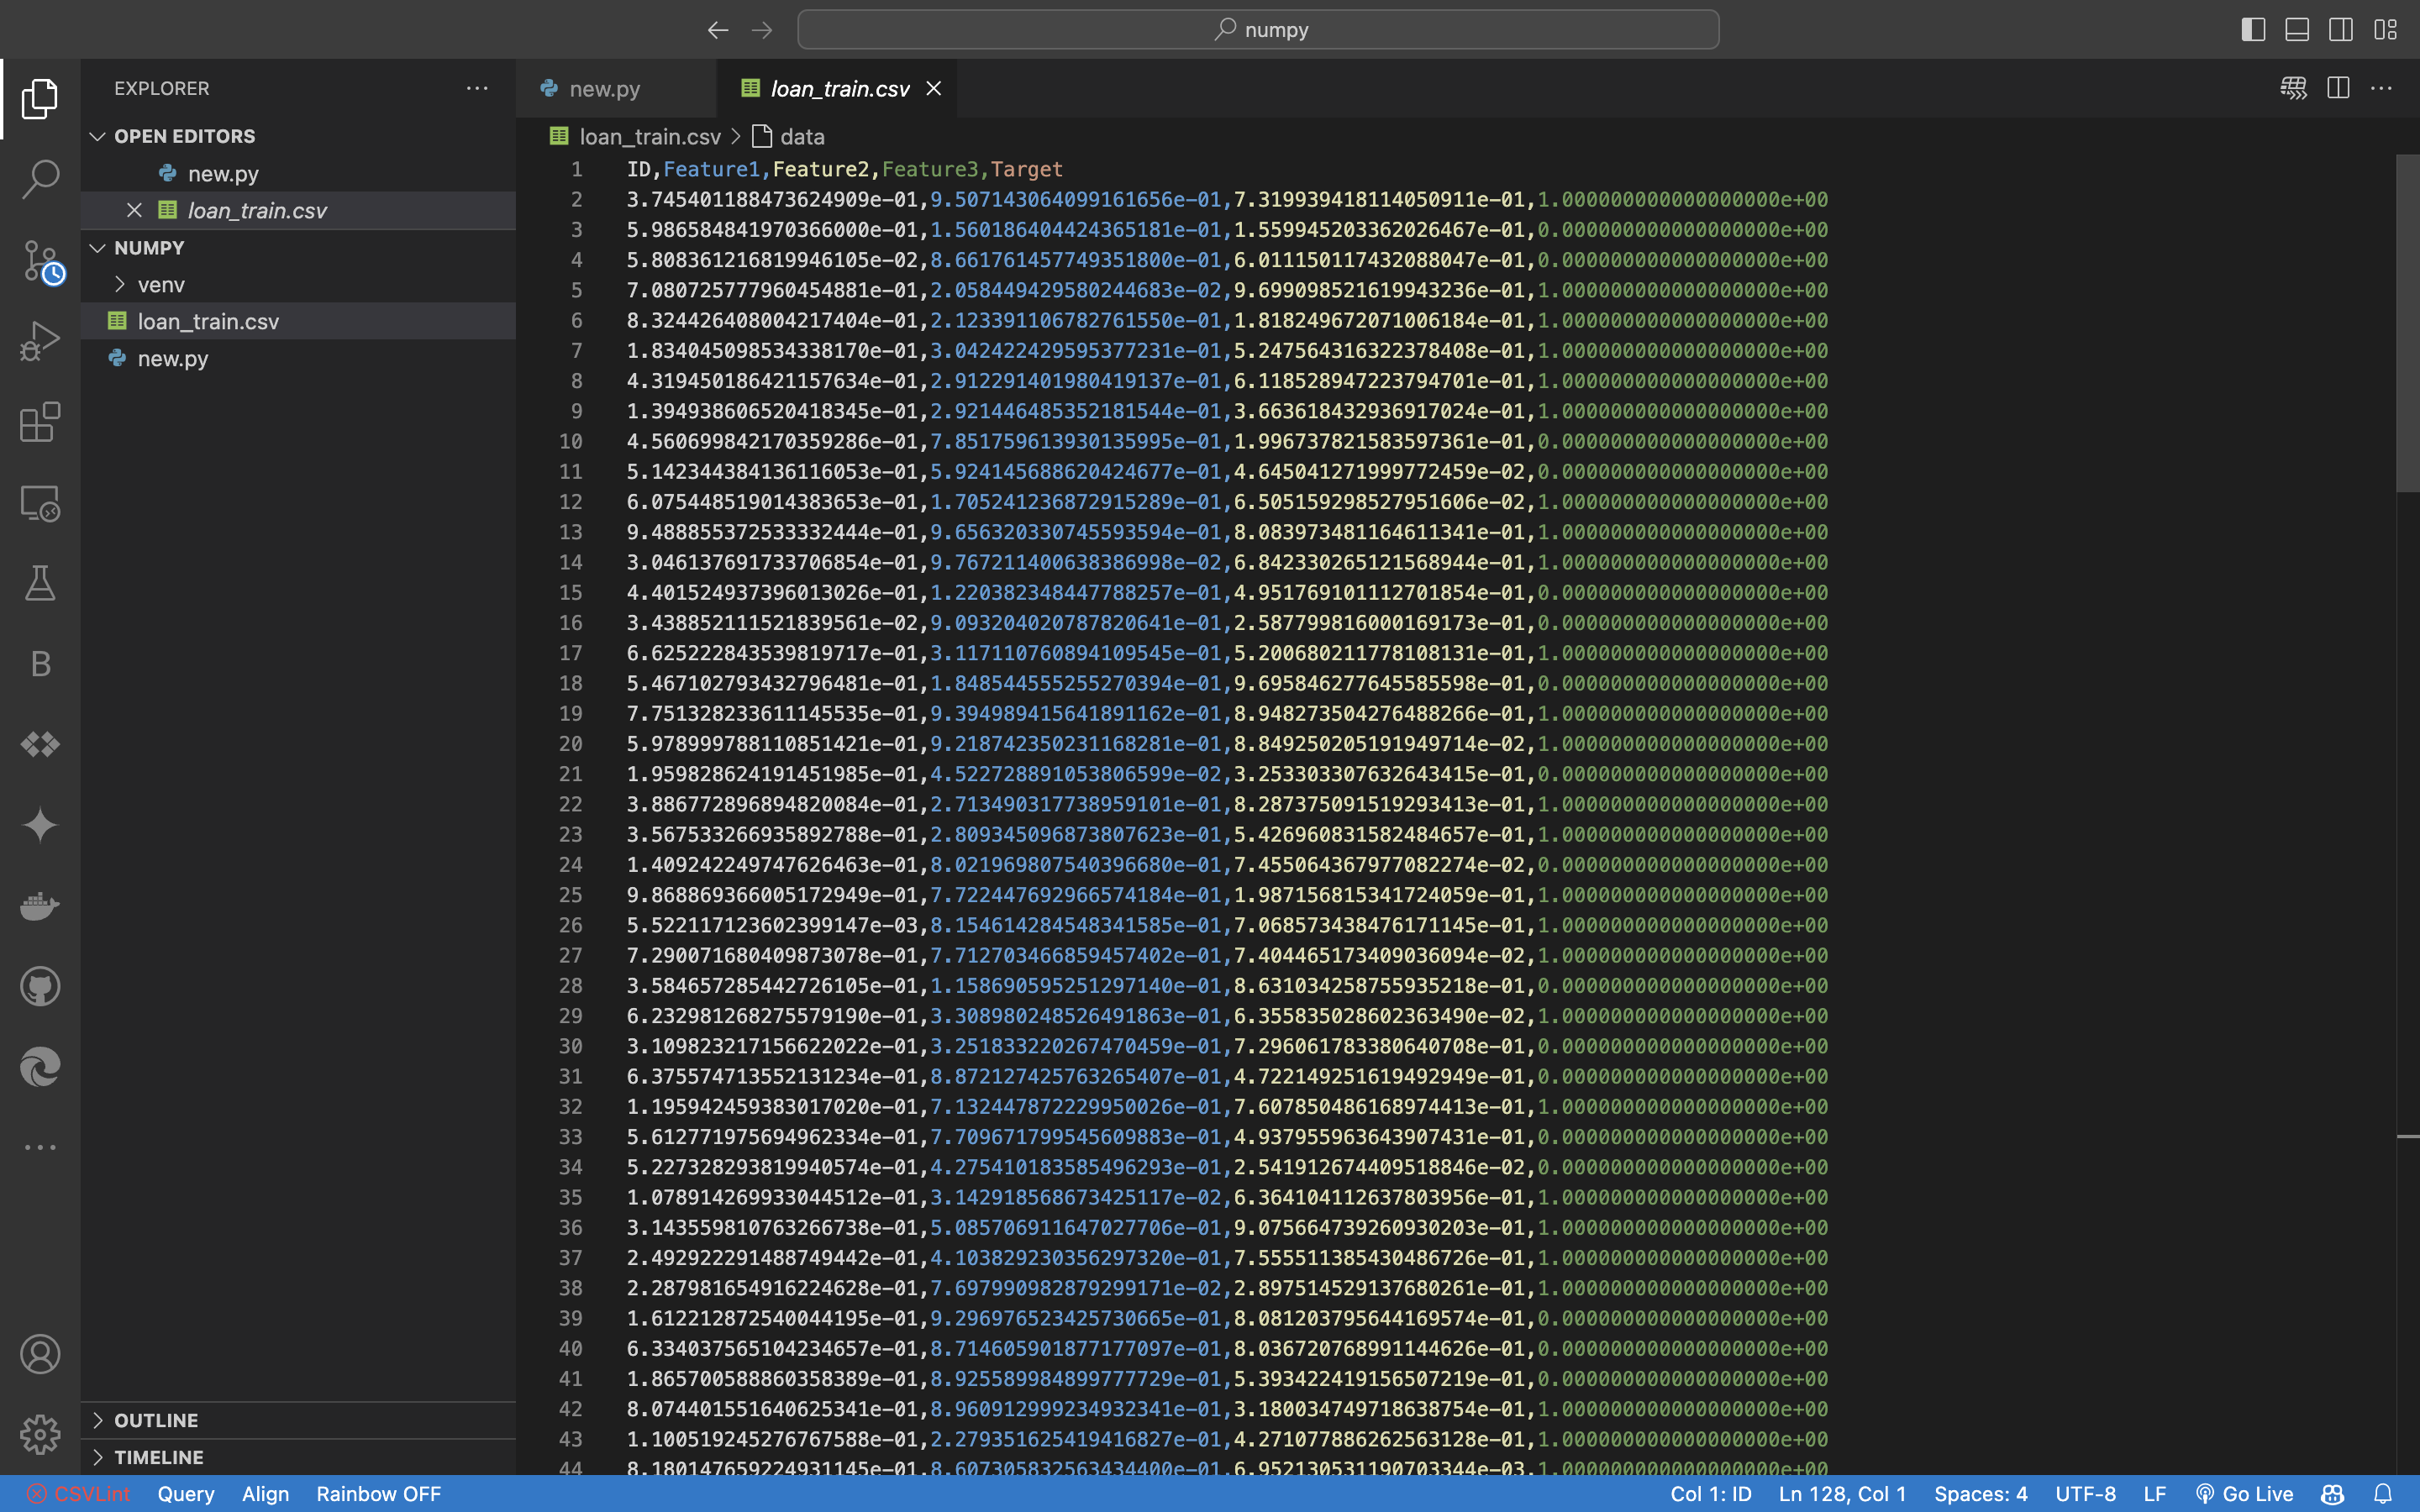 numpy
EXPLORER
OPEN EDITORS
new.py
loan_train.csv
NUMPY
venv
loan_train.csv
new.py
OUTLINE
TIMELINE
new.py
loan_train.csv
loan_train.csv > data
1 ID,Feature1,Feature2,Feature3,Target
2 3.745401188473624909e-01,9.507143064099161656e-01,7.319939418114050911e-01,1.000000000000000000e+00
3 5.986584841970366000e-01,1.560186404424365181e-01,1.559945203362026467e-01,0.000000000000000000e+00
4 5.808361216819946105e-02,8.661761457749351800e-01,6.011150117432088047e-01,0.000000000000000000e+00
5 7.080725777960454881e-01,2.058449429580244683e-02,9.699098521619943236e-01,1.000000000000000000e+00
6 8.324426408004217404e-01,2.123391106782761550e-01,1.818249672071006184e-01,1.000000000000000000e+00
7 1.834045098534338170e-01,3.042422429595377231e-01,5.247564316322378408e-01,1.000000000000000000e+00
8 4.319450186421157634e-01,2.912291401980419137e-01,6.118528947223794701e-01,1.000000000000000000e+00
9 1.394938606520418345e-01,2.921446485352181544e-01,3.663618432936917024e-01,1.000000000000000000e+00
10 4.560699842170359286e-01,7.851759613930135995e-01,1.996737821583597361e-01,0.000000000000000000e+00
11 5.142344384136116053e-01,5.924145688620424677e-01,4.645041271999772459e-02,0.000000000000000000e+00
12 6.075448519014383653e-01,1.705241236872915289e-01,6.505159298527951606e-02,1.000000000000000000e+00
13 9.488855372533332444e-01,9.656320330745593594e-01,8.083973481164611341e-01,1.000000000000000000e+00
14 3.046137691733706854e-01,9.767211400638386998e-02,6.842330265121568944e-01,1.000000000000000000e+00
15 4.401524937396013026e-01,1.220382348447788257e-01,4.951769101112701854e-01,0.000000000000000000e+00
16 3.438852111521839561e-02,9.093204020787820641e-01,2.587799816000169173e-01,0.000000000000000000e+00
17 6.625222843539819717e-01,3.117110760894109545e-01,5.200680211778108131e-01,1.000000000000000000e+00
18 5.467102793432796481e-01,1.848544555255270394e-01,9.695846277645585598e-01,0.000000000000000000e+00
19 7.751328233611145535e-01,9.394989415641891162e-01,8.948273504276488266e-01,1.000000000000000000e+00
20 5.978999788110851421e-01,9.218742350231168281e-01,8.849250205191949714e-02,1.000000000000000000e+00
21 1.959828624191451985e-01,4.522728891053806599e-02,3.253303307632643415e-01,0.000000000000000000e+00
22 3.886772896894820084e-01,2.713490317738959101e-01,8.287375091519293413e-01,1.000000000000000000e+00
23 3.567533266935892788e-01,2.809345096873807623e-01,5.426960831582484657e-01,1.000000000000000000e+00
24 1.409242249747626463e-01,8.021969807540396680e-01,7.455064367977082274e-02,0.000000000000000000e+00
25 9.868869366005172949e-01,7.722447692966574184e-01,1.987156815341724059e-01,1.000000000000000000e+00
26 5.522117123602399147e-03,8.154614284548341585e-01,7.068573438476171145e-01,1.000000000000000000e+00
27 7.290071680409873078e-01,7.712703466859457402e-01,7.404465173409036094e-02,0.000000000000000000e+00
28 3.584657285442726105e-01,1.158690595251297140e-01,8.631034258755935218e-01,0.000000000000000000e+00
29 6.232981268275579190e-01,3.308980248526491863e-01,6.355835028602363490e-02,1.000000000000000000e+00
30 3.109823217156622022e-01,3.251833220267470459e-01,7.296061783380640708e-01,0.000000000000000000e+00
31 6.375574713552131234e-01,8.872127425763265407e-01,4.722149251619492949e-01,0.000000000000000000e+00
32 1.195942459383017020e-01,7.132447872229950026e-01,7.607850486168974413e-01,1.000000000000000000e+00
33 5.612771975694962334e-01,7.709671799545609883e-01,4.937955963643907431e-01,0.000000000000000000e+00
34 5.227328293819940574e-01,4.275410183585496293e-01,2.541912674409518846e-02,0.000000000000000000e+00
35 1.078914269933044512e-01,3.142918568673425117e-02,6.364104112637803956e-01,1.000000000000000000e+00
36 3.143559810763266738e-01,5.085706911647027706e-01,9.075664739260930203e-01,1.000000000000000000e+00
37 2.492922291488749442e-01,4.103829230356297320e-01,7.555511385430486726e-01,1.000000000000000000e+00
38 2.287981654916224628e-01,7.697990982879299171e-02,2.897514529137680261e-01,1.000000000000000000e+00
39 1.612212872540044195e-01,9.296976523425730665e-01,8.081203795644169574e-01,0.000000000000000000e+00
40 6.334037565104234657e-01,8.714605901877177097e-01,8.036720768991144626e-01,0.000000000000000000e+00
41 1.865700588860358389e-01,8.925589984899777729e-01,5.393422419156507219e-01,0.000000000000000000e+00
42 8.074401551640625341e-01,8.960912999234932341e-01,3.180034749718638754e-01,1.000000000000000000e+00
43 1.100519245276767588e-01,2.279351625419416827e-01,4.271077886262563128e-01,1.000000000000000000e+00
44 8.180147659224931145e-01,8.607305832563434400e-01,6.952130531190703344e-03,1.000000000000000000e+00
CSVLint Query Align Rainbow OFF Col 1: ID Ln 128, Col 1 Spaces: 4 UTF-8 LF Go Live